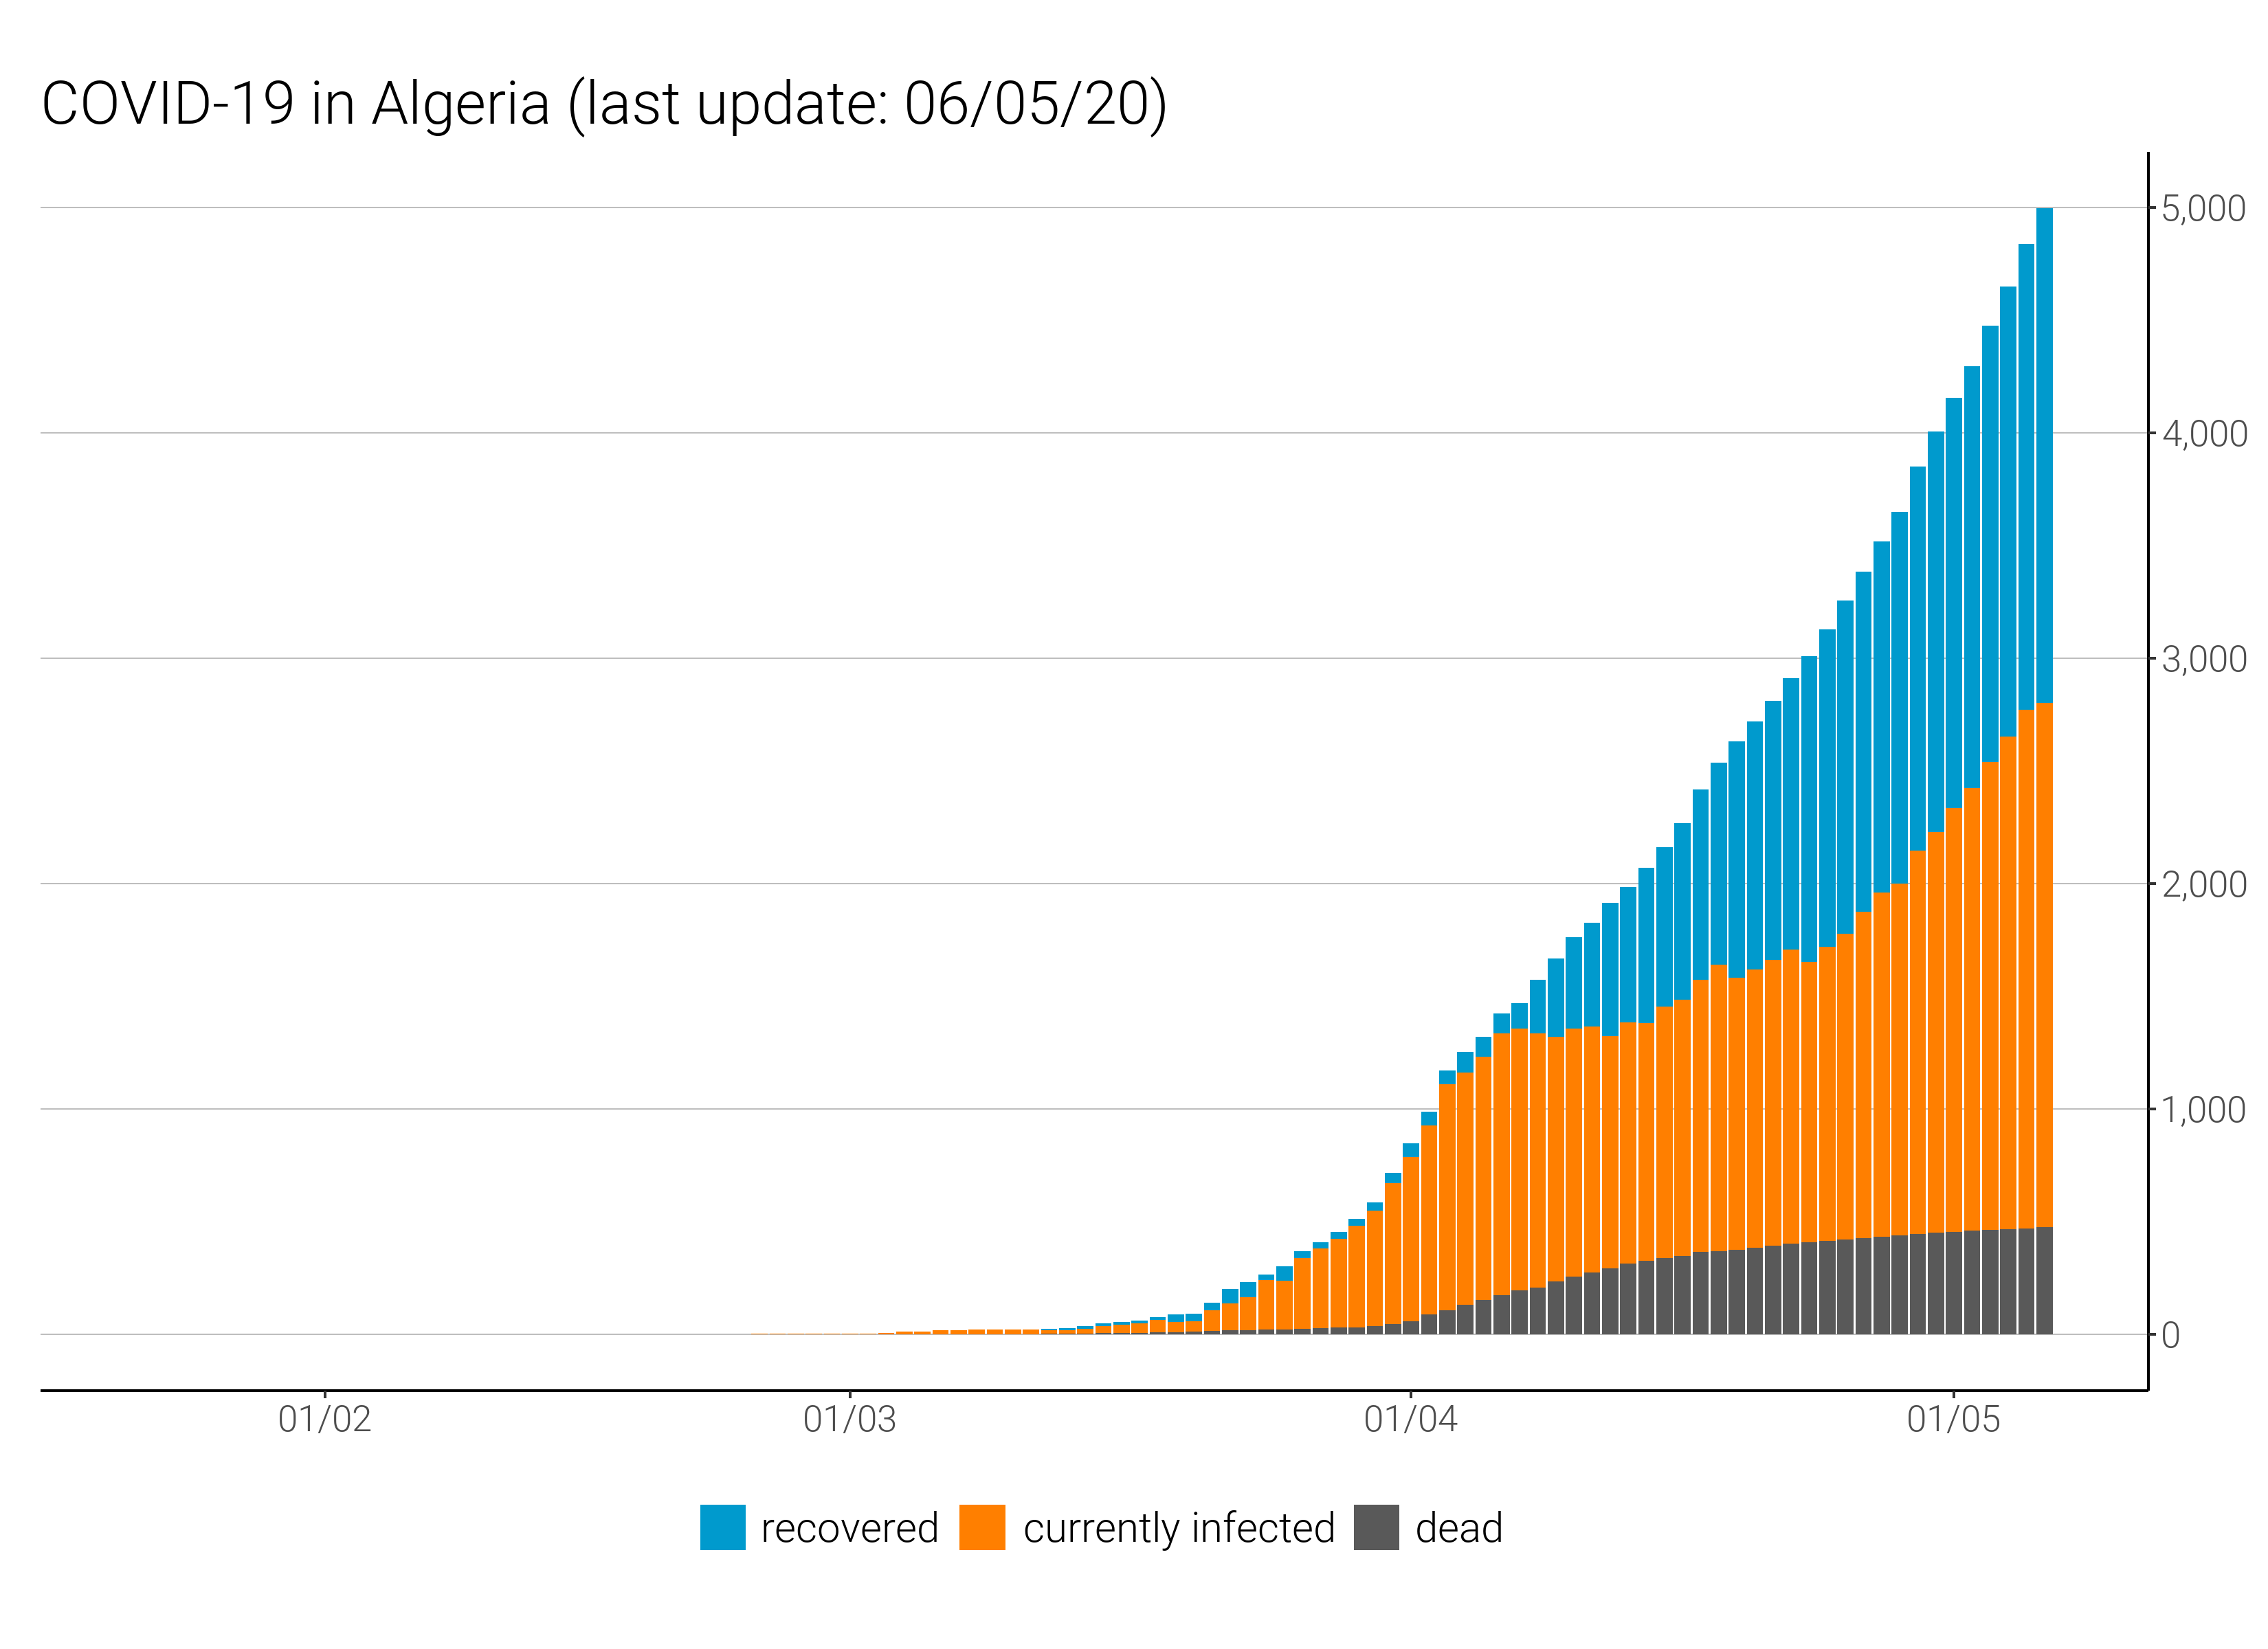 COVID-19 in Algeria (last update: 06/05/20)
5,000
4,000
3,000
2,000
1,000
0
01/02 01/03 01/04 01/05
recovered currently infected dead